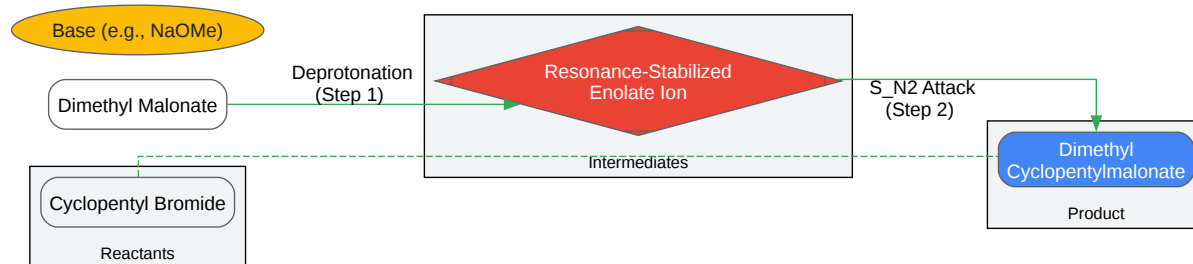 Base (e.g., NaOMe)
Dimethyl Malonate
Deprotonation
(Step 1)
Resonance-Stabilized
Enolate Ion
Intermediates
S_N2 Attack
(Step 2)
Dimethyl
Cyclopentylmalonate
Product
Cyclopentyl Bromide
Reactants